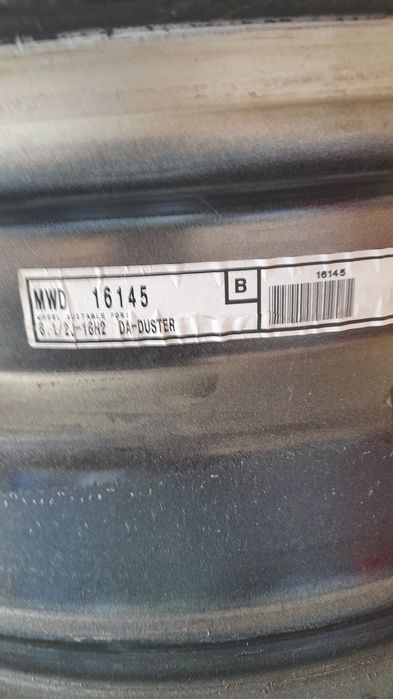 MWD 16145
B
WHEEL SUITABLE FOR:
6.1/2J-16H2 DA-DUSTER
16145